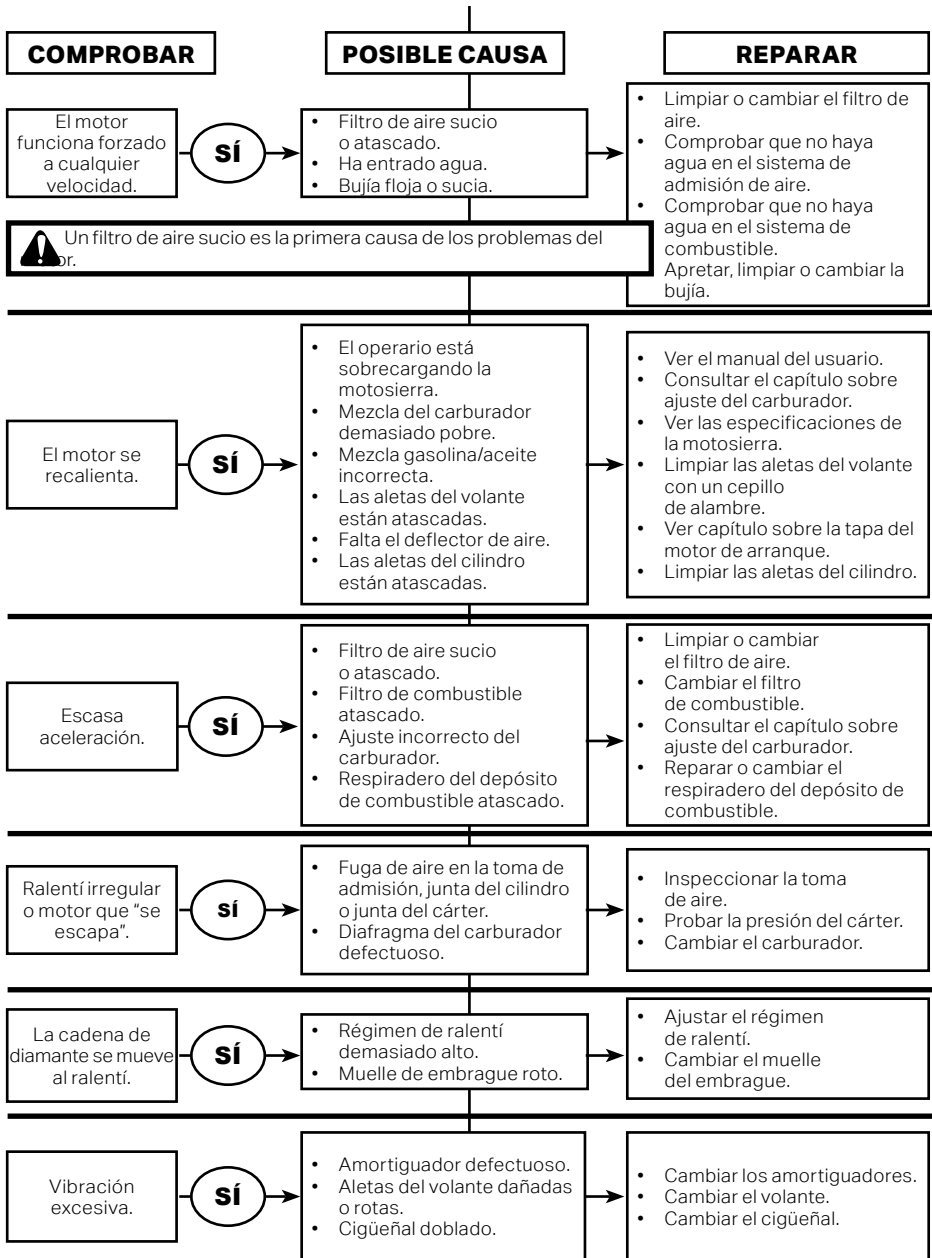 COMPROBAR
POSIBLE CAUSA
REPARAR
El motor
funciona forzado
a cualquier
velocidad.
SÍ
• Filtro de aire sucio
o atascado.
• Ha entrado agua.
• Bujía floja o sucia.
• Limpiar o cambiar el filtro de
aire.
• Comprobar que no haya
agua en el sistema de
admisión de aire.
• Comprobar que no haya
agua en el sistema de
combustible.
Apretar, limpiar o cambiar la
bujía.
Un filtro de aire sucio es la primera causa de los problemas del
or.
El motor se
recalienta.
SÍ
• El operario está
sobrecargando la
motosierra.
• Mezcla del carburador
demasiado pobre.
• Mezcla gasolina/aceite
incorrecta.
• Las aletas del volante
están atascadas.
• Falta el deflector de aire.
• Las aletas del cilindro
están atascadas.
• Ver el manual del usuario.
• Consultar el capítulo sobre
ajuste del carburador.
• Ver las especificaciones de
la motosierra.
• Limpiar las aletas del volante
con un cepillo
de alambre.
• Ver capítulo sobre la tapa del
motor de arranque.
• Limpiar las aletas del cilindro.
Escasa
aceleración.
SÍ
• Filtro de aire sucio
o atascado.
• Filtro de combustible
atascado.
• Ajuste incorrecto del
carburador.
• Respiradero del depósito
de combustible atascado.
• Limpiar o cambiar
el filtro de aire.
• Cambiar el filtro
de combustible.
• Consultar el capítulo sobre
ajuste del carburador.
• Reparar o cambiar el
respiradero del depósito de
combustible.
Ralentí irregular
o motor que "se
escapa".
SÍ
• Fuga de aire en la toma de
admisión, junta del cilindro
o junta del cárter.
• Diafragma del carburador
defectuoso.
• Inspeccionar la toma
de aire.
• Probar la presión del cárter.
• Cambiar el carburador.
La cadena de
diamante se mueve
al ralentí.
SÍ
• Régimen de ralentí
demasiado alto.
• Muelle de embrague roto.
• Ajustar el régimen
de ralentí.
• Cambiar el muelle
del embrague.
Vibración
excesiva.
SÍ
• Amortiguador defectuoso.
• Aletas del volante dañadas
o rotas.
• Cigüeñal doblado.
• Cambiar los amortiguadores.
• Cambiar el volante.
• Cambiar el cigüeñal.